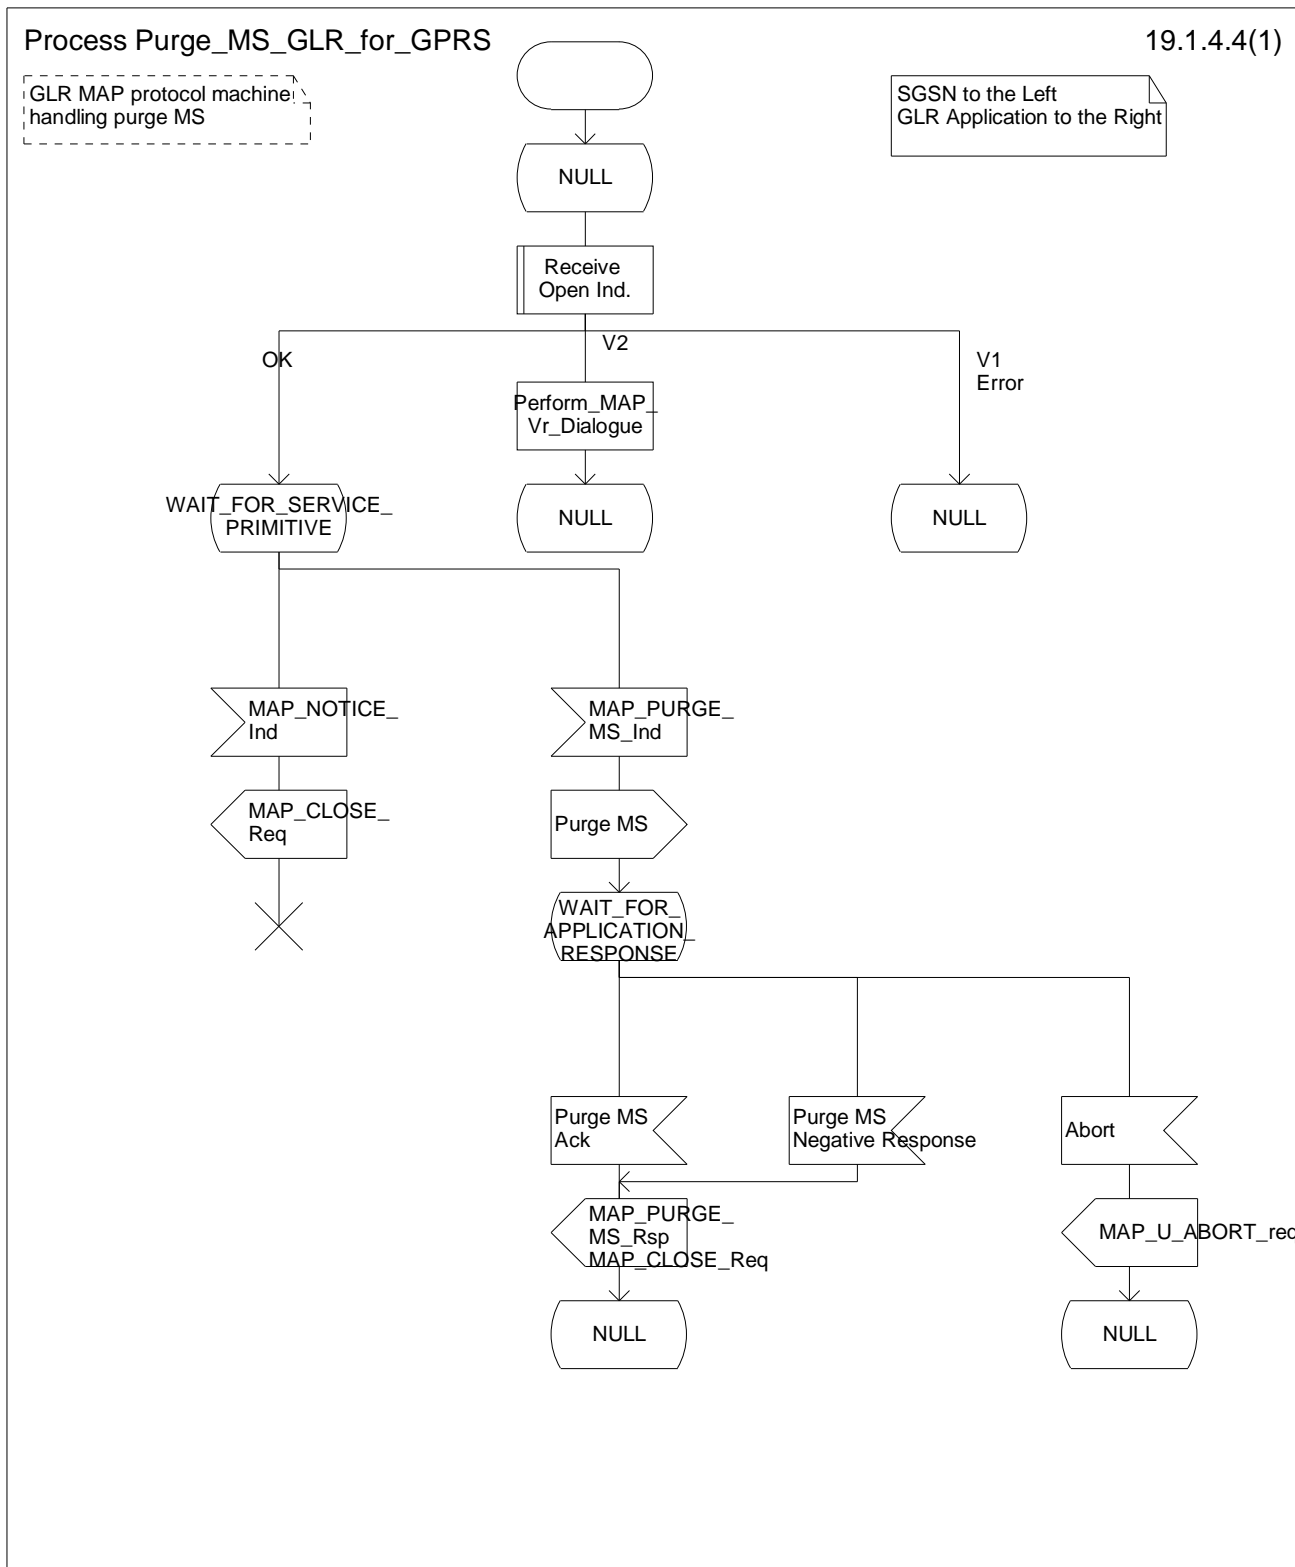 Process Purge_MS_GLR_for_GPRS
19.1.4.4(1)
GLR MAP protocol machine
handling purge MS
SGSN to the Left
GLR Application to the Right
NULL
Receive
Open Ind.
OK
V2
V1
Error
Perform_MAP_
Vr_Dialogue
WAIT_FOR_SERVICE_
PRIMITIVE
NULL
NULL
MAP_NOTICE_
Ind
MAP_PURGE_
MS_Ind
MAP_CLOSE_
Req
Purge MS
WAIT_FOR_
APPLICATION_
RESPONSE
Purge MS
Ack
Purge MS
Negative Response
Abort
MAP_PURGE_
MS_Rsp
MAP_CLOSE_Req
MAP_U_ABORT_req
NULL
NULL